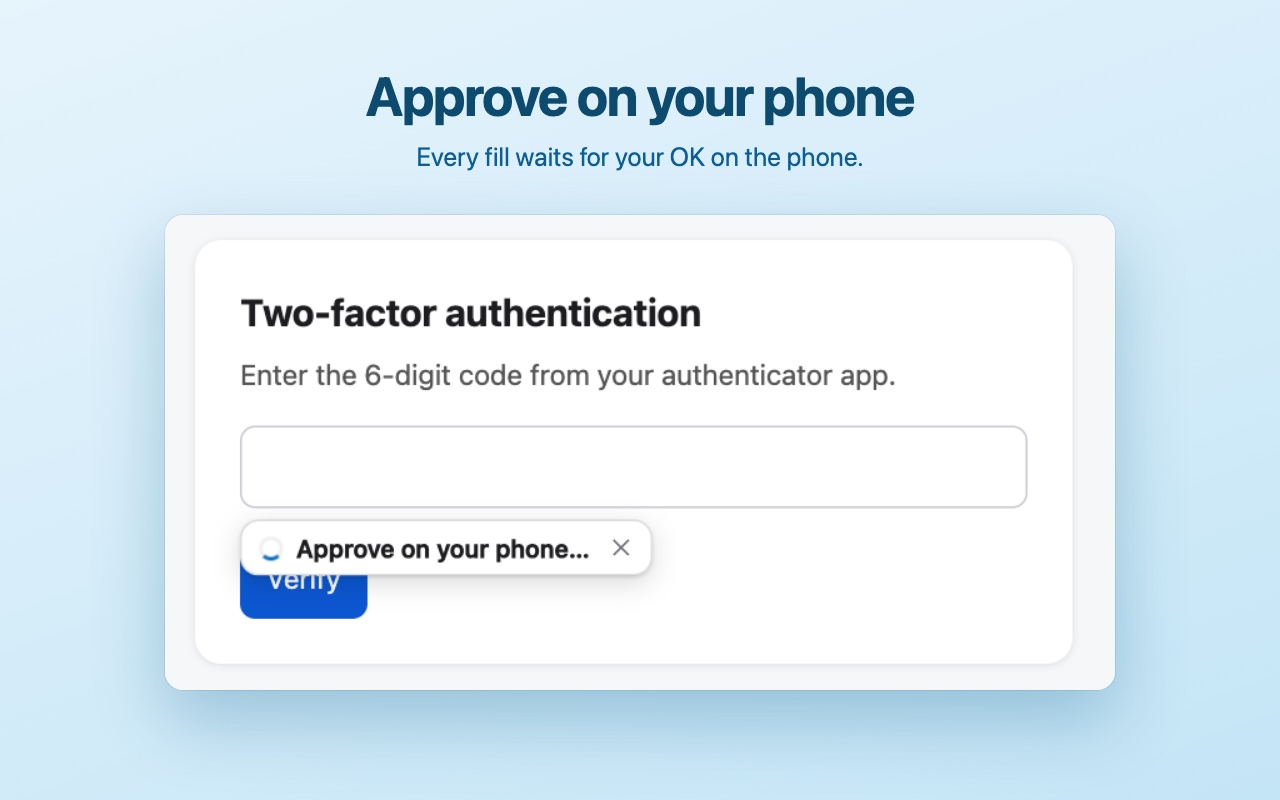 Approve on your phone
Every fill waits for your OK on the phone.
Two-factor authentication
Enter the 6-digit code from your authenticator app.
Approve on your phone...
Verify